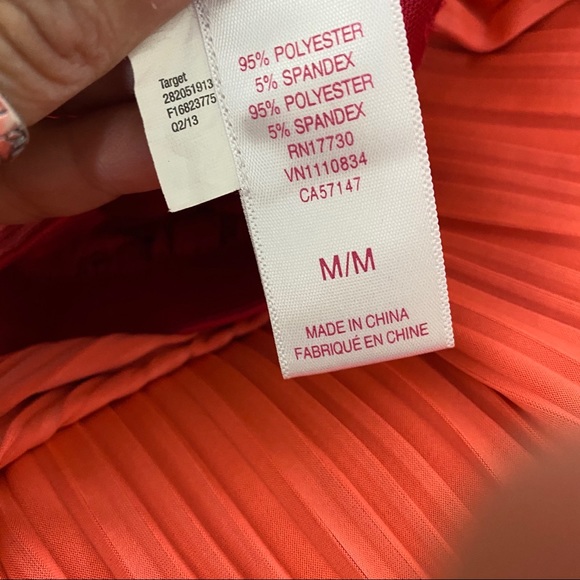 Target
282051913
F16823775
Q2/13
95% POLYESTER
5% SPANDEX
95% POLYESTER
5% SPANDEX
RN17730
VN1110834
CA57147
M/M
MADE IN CHINA
FABRIQUÉ EN CHINE